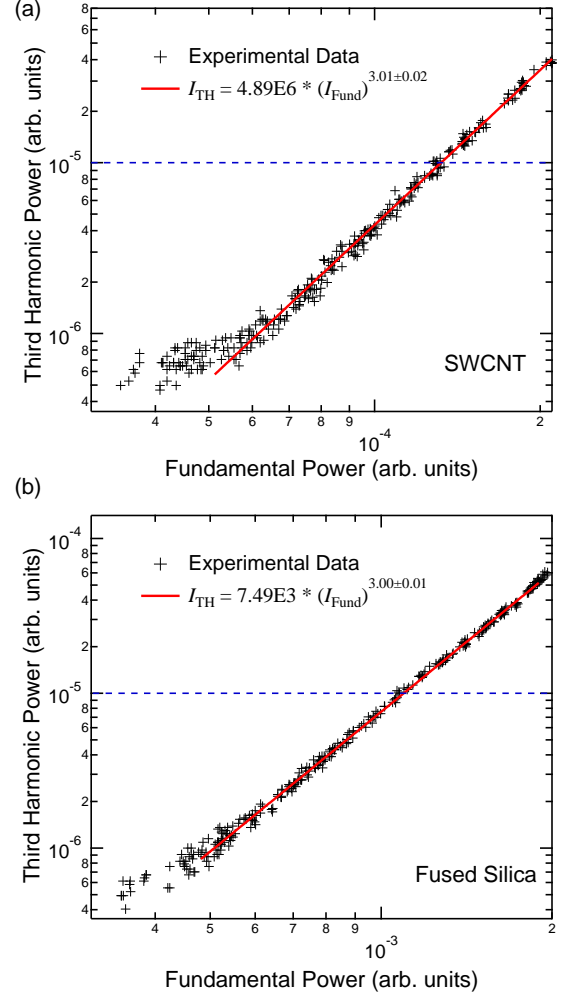 (a)
8
6
4
2
10^-5
8
6
4
2
10^-6
8
6
4
Third Harmonic Power (arb. units)
Experimental Data
I_TH = 4.89E6 * (I_Fund)^3.01±0.02
SWCNT
4 5 6 7 8 9 10^-4 2
Fundamental Power (arb. units)
(b)
10^-4
8
6
4
2
10^-5
8
6
4
2
10^-6
8
6
4
Third Harmonic Power (arb. units)
Experimental Data
I_TH = 7.49E3 * (I_Fund)^3.00±0.01
Fused Silica
4 5 6 7 8 9 10^-3 2
Fundamental Power (arb. units)